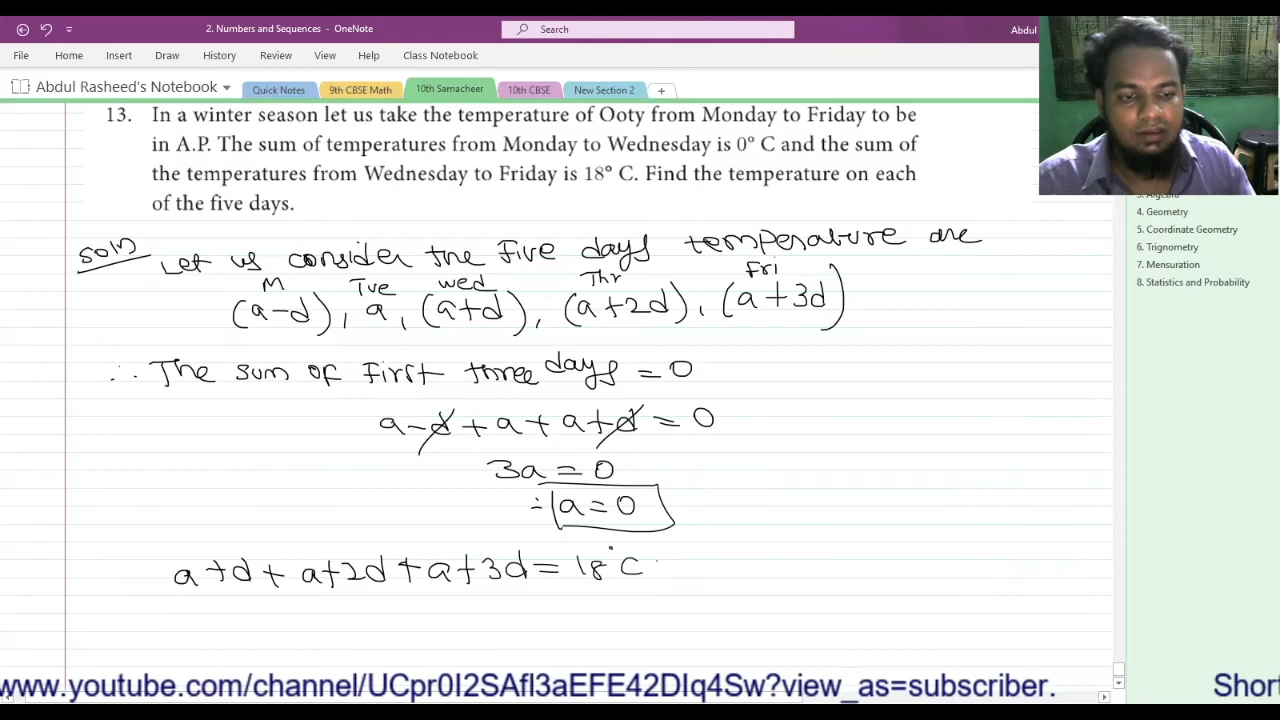 2. Numbers and Sequences - OneNote
Search
Abdul
File Home Insert Draw History Review View Help Class Notebook
Abdul Rasheed's Notebook
Quick Notes 9th CBSE Math 10th Samacheer 10th CBSE New Section 2 +
13. In a winter season let us take the temperature of Ooty from Monday to Friday to be
in A.P. The sum of temperatures from Monday to Wednesday is 0° C and the sum of
the temperatures from Wednesday to Friday is 18° C. Find the temperature on each
of the five days.
Soln Let us consider the Five days temperature are
M Tue wed Thr Fri
(a-d), a, (a+d), (a+2d), (a+3d)
∴ The sum of First three days = 0
a-d + a + a+d = 0
3a = 0
∴ a = 0
a+d + a+2d + a+3d = 18°C
3. Algebra
4. Geometry
5. Coordinate Geometry
6. Trignometry
7. Mensuration
8. Statistics and Probability
www.youtube.com/channel/UCpr0I2SAfl3aEFE42DIq4Sw?view_as=subscriber. Short